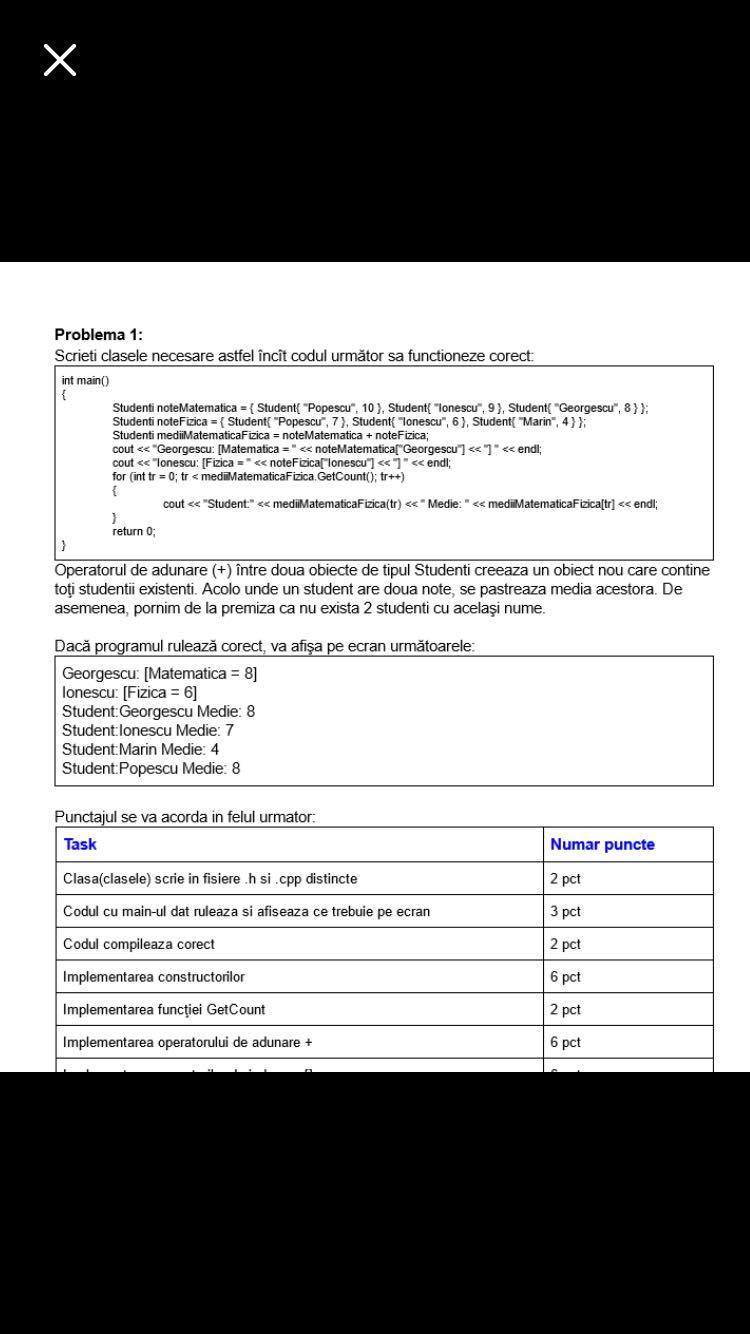 Problema 1:
Scrieti clasele necesare astfel încît codul următor sa functioneze corect:
int main()
{
Studenti noteMatematica = { Student{ "Popescu", 10 }, Student{ "Ionescu", 9 }, Student{ "Georgescu", 8 } };
Studenti noteFizica = { Student{ "Popescu", 7 }, Student{ "Ionescu", 6 }, Student{ "Marin", 4 } };
Studenti mediiMatematicaFizica = noteMatematica + noteFizica;
cout << "Georgescu: [Matematica = " << noteMatematica["Georgescu"] << "] " << endl;
cout << "Ionescu: [Fizica = " << noteFizica["Ionescu"] << "] " << endl;
for (int tr = 0; tr < mediiMatematicaFizica.GetCount(); tr++)
{
cout << "Student:" << mediiMatematicaFizica(tr) << " Medie: " << mediiMatematicaFizica[tr] << endl;
}
return 0;
}
Operatorul de adunare (+) între doua obiecte de tipul Studenti creeaza un obiect nou care contine
toţi studentii existenti. Acolo unde un student are doua note, se pastreaza media acestora. De
asemenea, pornim de la premiza ca nu exista 2 studenti cu acelaşi nume.
Dacă programul rulează corect, va afişa pe ecran următoarele:
Georgescu: [Matematica = 8]
Ionescu: [Fizica = 6]
Student:Georgescu Medie: 8
Student:Ionescu Medie: 7
Student:Marin Medie: 4
Student:Popescu Medie: 8
Punctajul se va acorda in felul urmator:
Task Numar puncte
Clasa(clasele) scrie in fisiere .h si .cpp distincte 2 pct
Codul cu main-ul dat ruleaza si afiseaza ce trebuie pe ecran 3 pct
Codul compileaza corect 2 pct
Implementarea constructorilor 6 pct
Implementarea funcţiei GetCount 2 pct
Implementarea operatorului de adunare + 6 pct